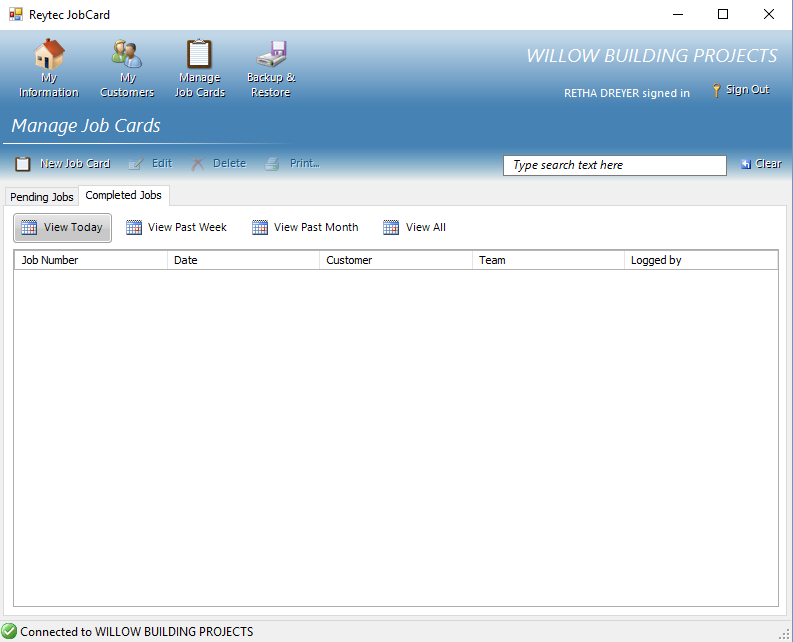 Reytec JobCard
My Information
My Customers
Manage Job Cards
Backup & Restore
WILLOW BUILDING PROJECTS
RETHA DREYER signed in
Sign Out
Manage Job Cards
New Job Card Edit Delete Print...
Type search text here
Clear
Pending Jobs Completed Jobs
View Today View Past Week View Past Month View All
Job Number Date Customer Team Logged by
Connected to WILLOW BUILDING PROJECTS